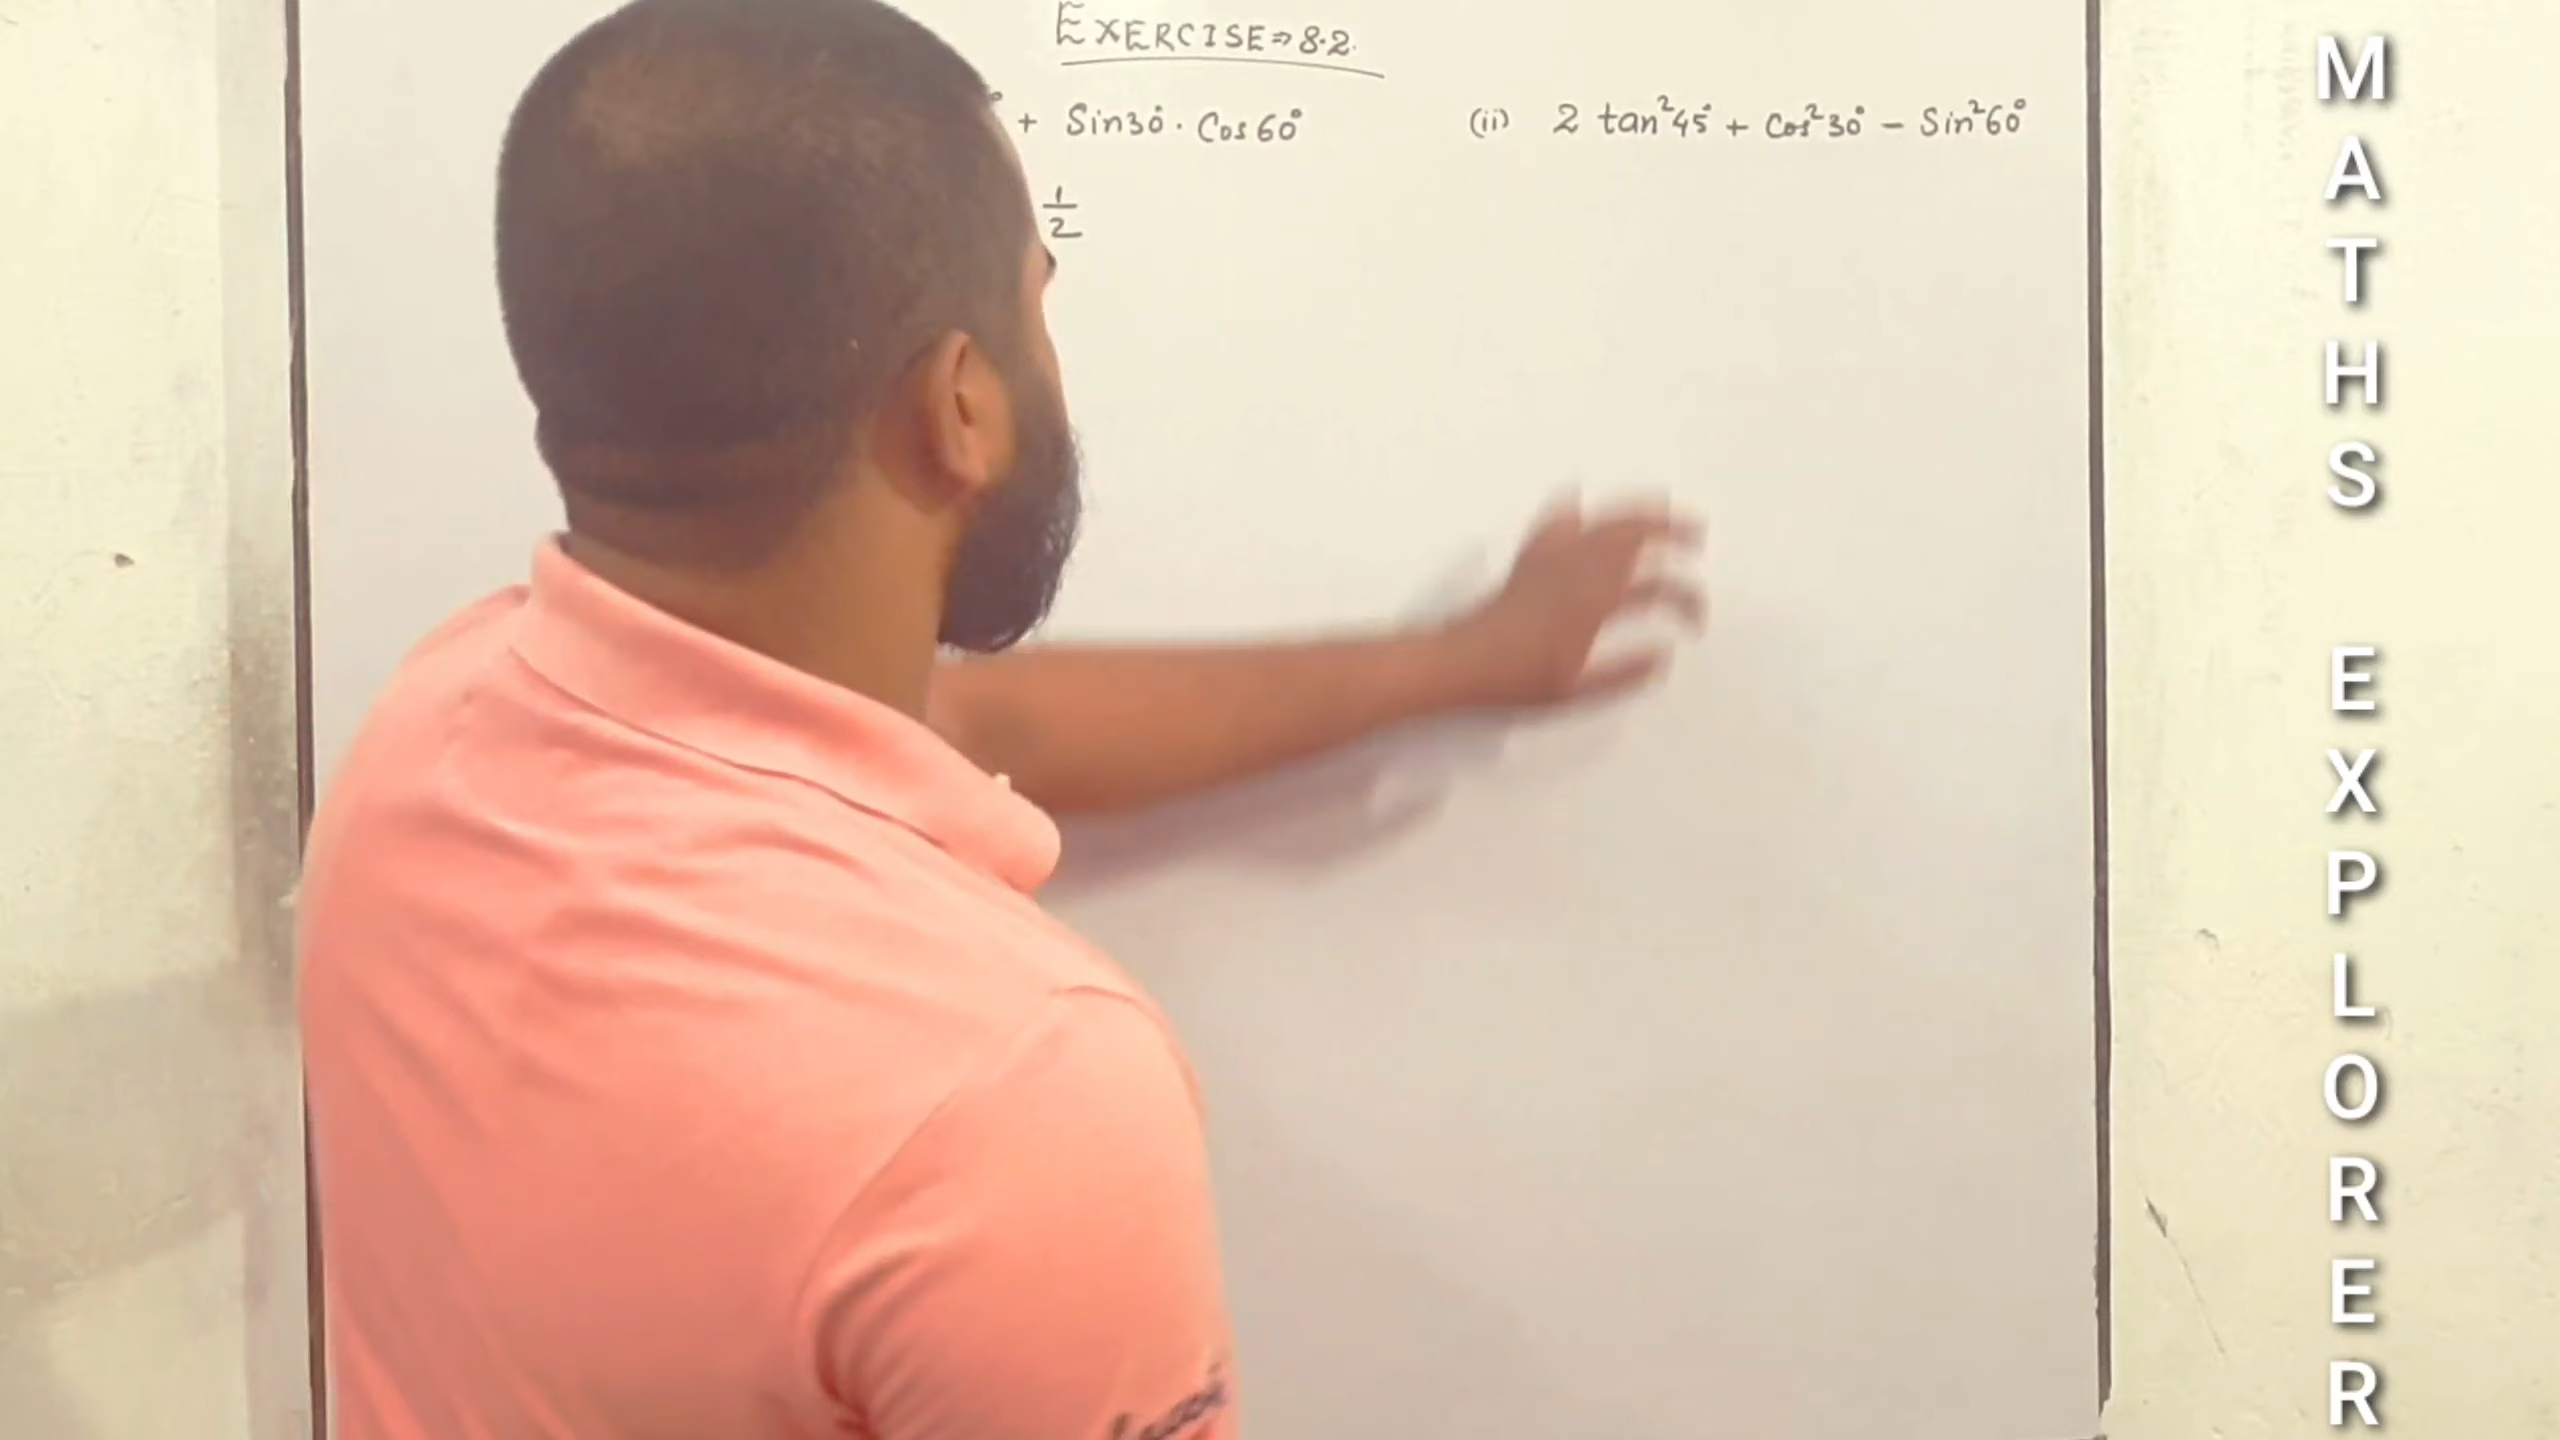 EXERCISE⇒8.2.
° + Sin30° · Cos60°
(ii) 2 tan²45° + Cos²30° − Sin²60°
1/2
MATHS EXPLORER